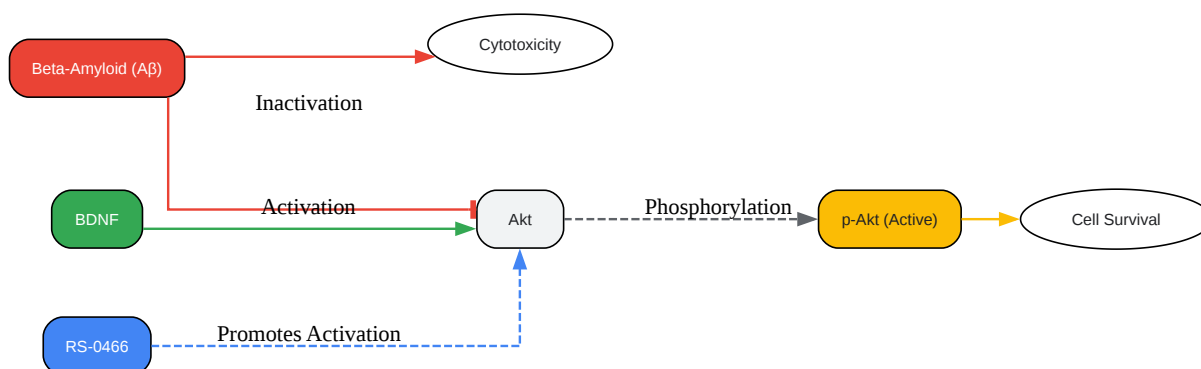 Cytotoxicity
Beta-Amyloid (Aβ)
Inactivation
BDNF
Activation
Akt
Phosphorylation
p-Akt (Active)
Cell Survival
RS-0466
Promotes Activation